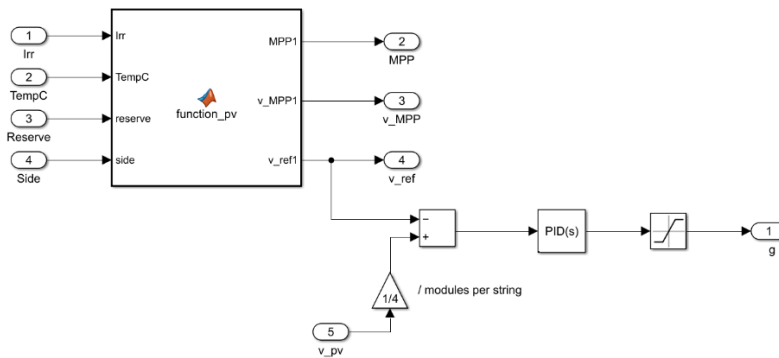 1
Irr
2
TempC
3
Reserve
4
Side
Irr
TempC
reserve
side
function_pv
MPP1
v_MPP1
v_ref1
2
MPP
3
v_MPP
4
v_ref
−
+
PID(s)
1
g
1/4
/ modules per string
5
v_pv